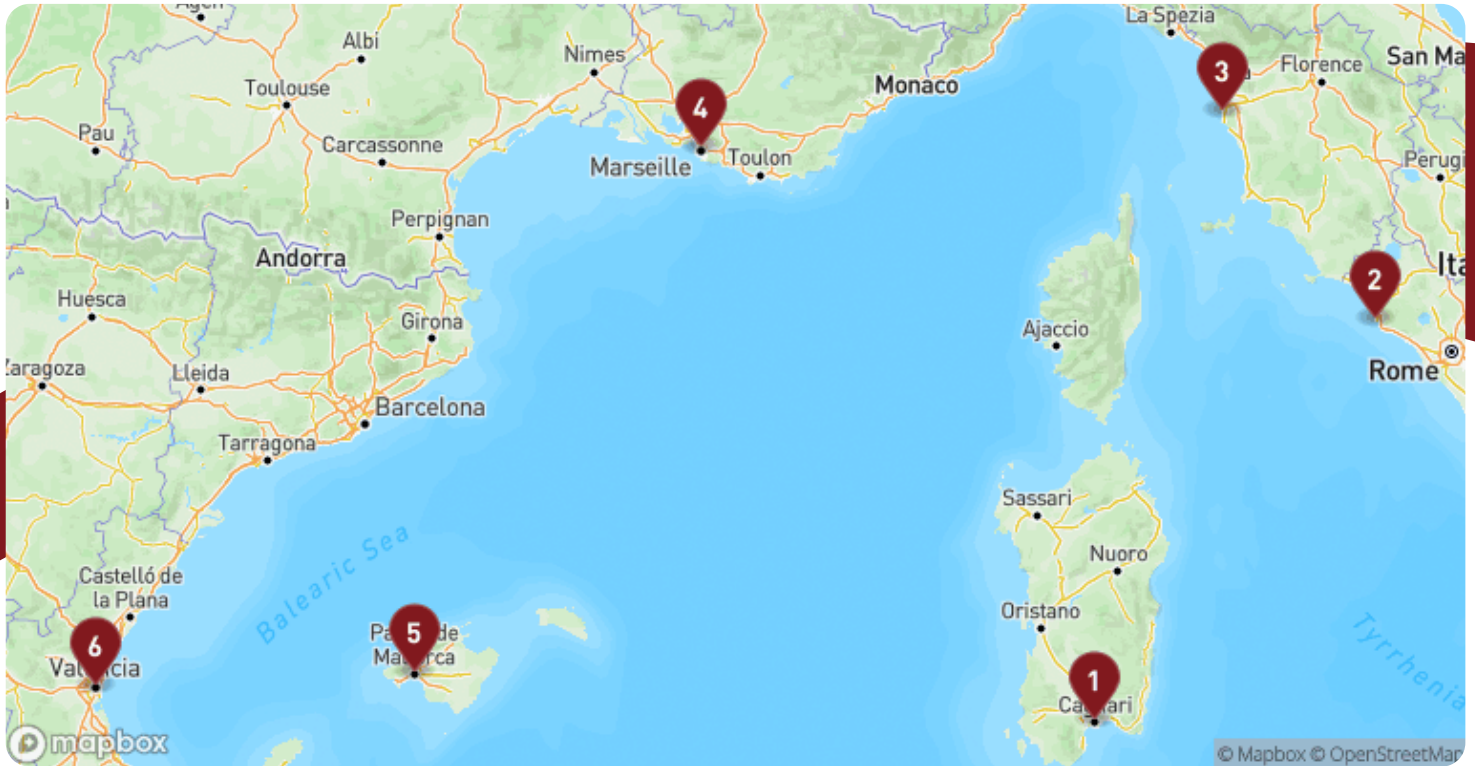 La Spezia
Albi
Nimes
Florence
San Ma
Toulouse
Monaco
3
4
Pau
Carcassonne
Marseille
Toulon
Perugi
Perpignan
Andorra
Ita
2
Huesca
Girona
Ajaccio
Zaragoza
Lleida
Rome
Barcelona
Tarragona
Sassari
Balearic Sea
Nuoro
Castelló de
la Plana
Oristano
Tyrrhenia
6
5
1
mapbox
© Mapbox © OpenStreetMap